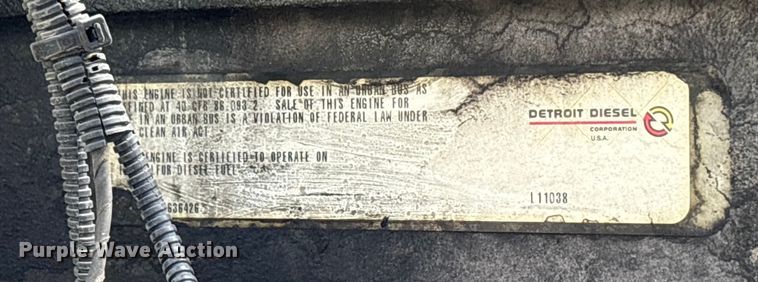 THIS ENGINE IS NOT CERTIFIED FOR USE IN AN URBAN BUS AS
FINED AT 40 CFR 86.093 2. SALE OF THIS ENGINE FOR
IN AN URBAN BUS IS A VIOLATION OF FEDERAL LAW UNDER
CLEAN AIR ACT.
ENGINE IS CERTIFIED TO OPERATE ON
FOR DIESEL FUEL
636426
DETROIT DIESEL
CORPORATION
U.S.A.
L11038
Purple Wave Auction